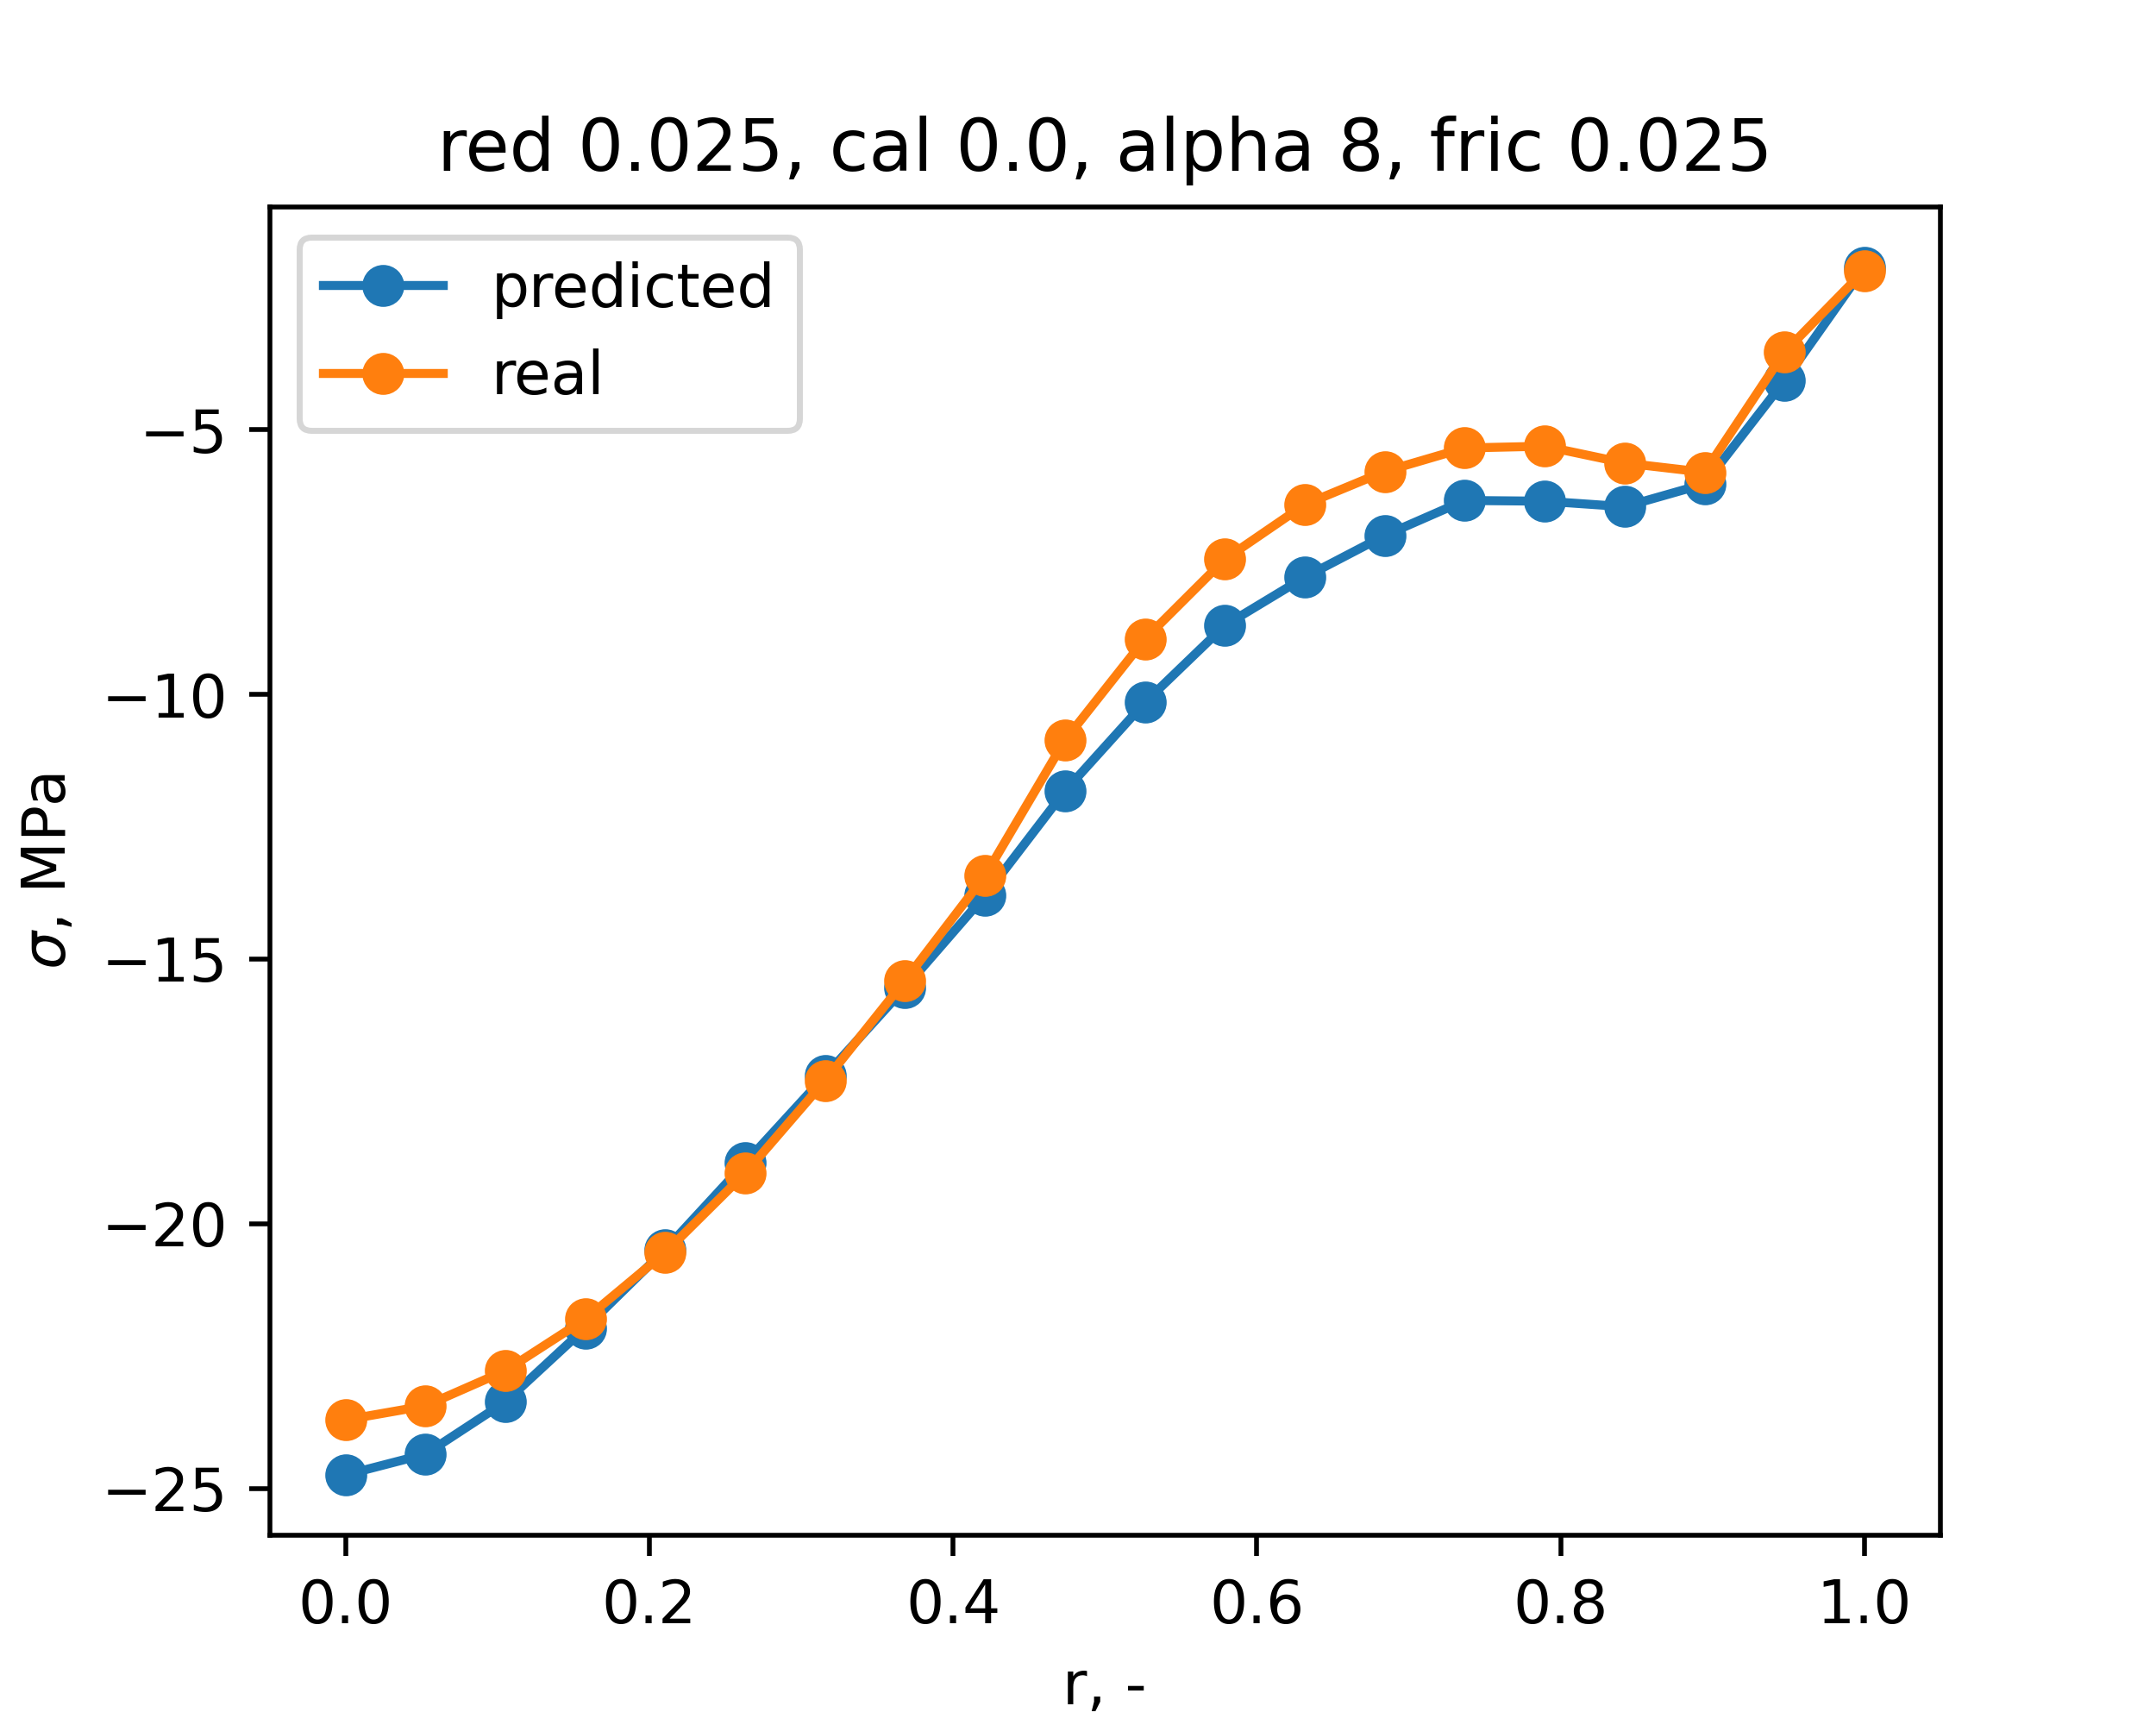 red 0.025, cal 0.0, alpha 8, fric 0.025
predicted
real
−5
−10
−15
−20
−25
σ, MPa
0.0 0.2 0.4 0.6 0.8 1.0
r, -